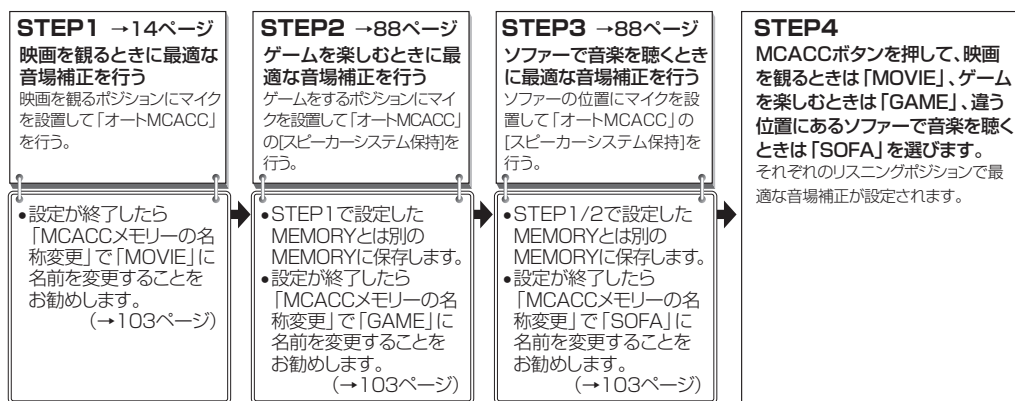 STEP1 →14ページ
映画を観るときに最適な
音場補正を行う
映画を観るポジションにマイク
を設置して「オートMCACC」
を行う。
•設定が終了したら
「MCACCメモリーの名
称変更」で「MOVIE」に
名前を変更することを
お勧めします。
(→103ページ)
STEP2 →88ページ
ゲームを楽しむときに最
適な音場補正を行う
ゲームをするポジションにマイ
クを設置して「オートMCACC」
の[スピーカーシステム保持]を
行う。
•STEP1で設定した
MEMORYとは別の
MEMORYに保存します。
•設定が終了したら
「MCACCメモリーの名
称変更」で「GAME」に
名前を変更することを
お勧めします。
(→103ページ)
STEP3 →88ページ
ソファーで音楽を聴くとき
に最適な音場補正を行う
ソファーの位置にマイクを設
置して「オートMCACC」の
[スピーカーシステム保持]を
行う。
•STEP1/2で設定した
MEMORYとは別の
MEMORYに保存します。
•設定が終了したら
「MCACCメモリーの名
称変更」で「SOFA」に
名前を変更することを
お勧めします。
(→103ページ)
STEP4
MCACCボタンを押して、映画
を観るときは「MOVIE」、ゲーム
を楽しむときは「GAME」、違う
位置にあるソファーで音楽を聴く
ときは「SOFA」を選びます。
それぞれのリスニングポジションで最
適な音場補正が設定されます。